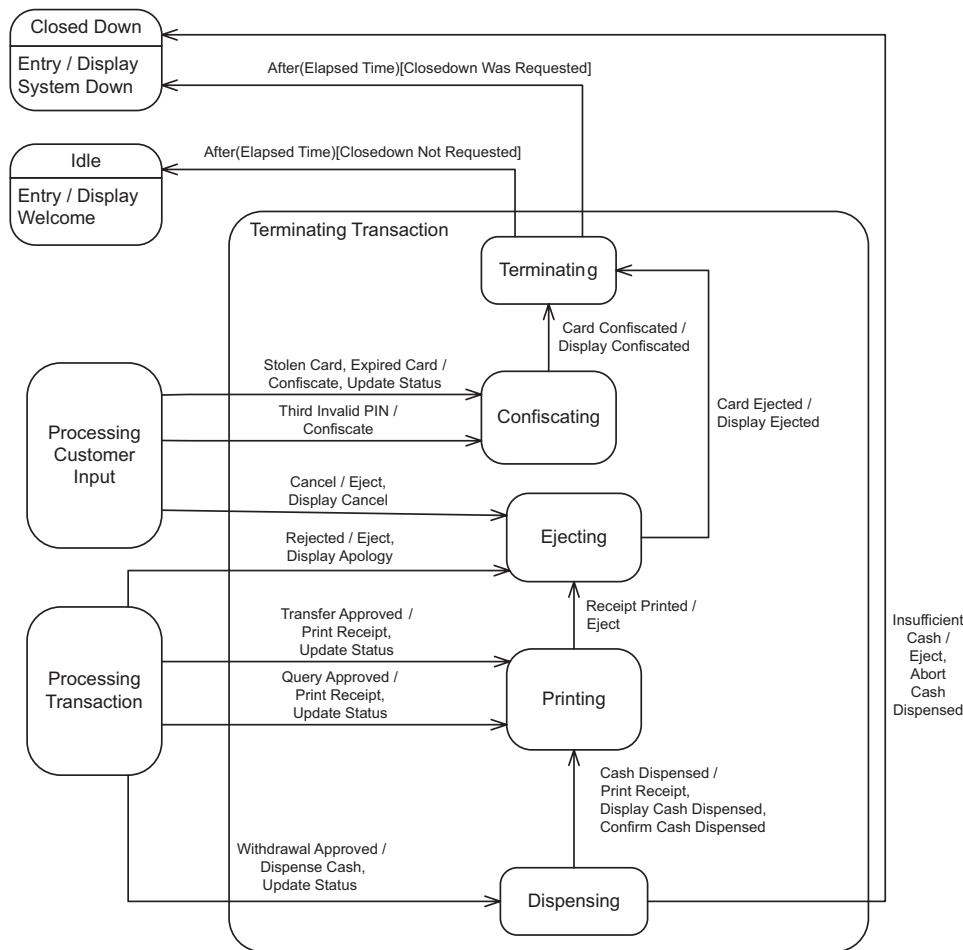 Closed Down
Entry / Display
System Down
After(Elapsed Time)[Closedown Was Requested]
Idle
Entry / Display
Welcome
After(Elapsed Time)[Closedown Not Requested]
Terminating Transaction
Terminating
Card Confiscated /
Display Confiscated
Stolen Card, Expired Card /
Confiscate, Update Status
Third Invalid PIN /
Confiscate
Confiscating
Card Ejected /
Display Ejected
Processing
Customer
Input
Cancel / Eject,
Display Cancel
Rejected / Eject,
Display Apology
Ejecting
Receipt Printed /
Eject
Transfer Approved /
Print Receipt,
Update Status
Query Approved /
Print Receipt,
Update Status
Processing
Transaction
Printing
Insufficient
Cash /
Eject,
Abort
Cash
Dispensed
Cash Dispensed /
Print Receipt,
Display Cash Dispensed,
Confirm Cash Dispensed
Withdrawal Approved /
Dispense Cash,
Update Status
Dispensing